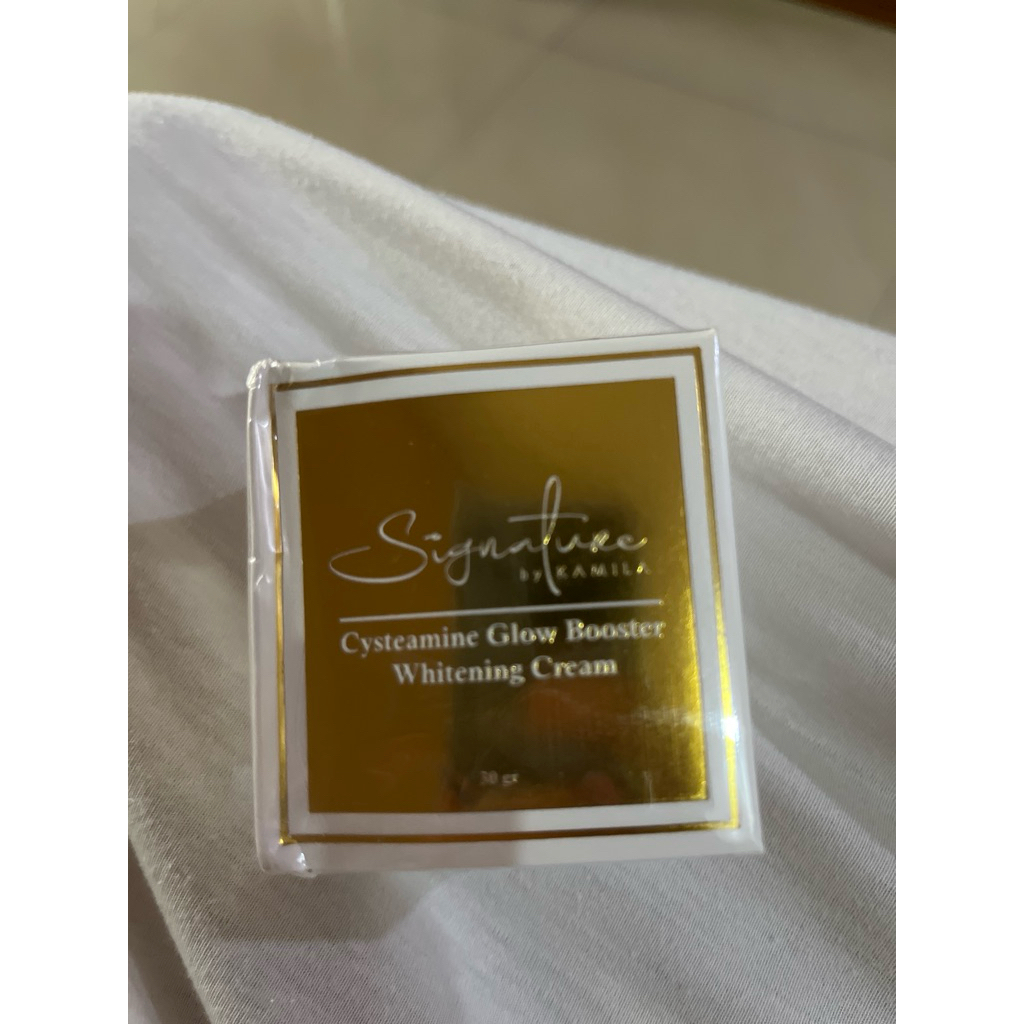 Signature
by KAMILA
Cysteamine Glow Booster
Whitening Cream
30 gr